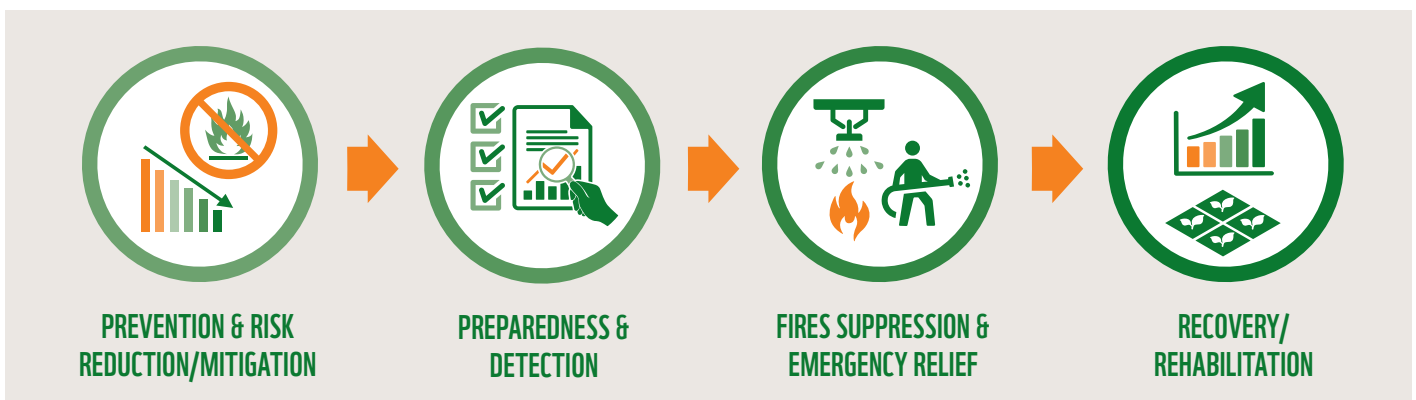 PREVENTION & RISK
REDUCTION/MITIGATION
PREPAREDNESS &
DETECTION
FIRES SUPPRESSION &
EMERGENCY RELIEF
RECOVERY/
REHABILITATION